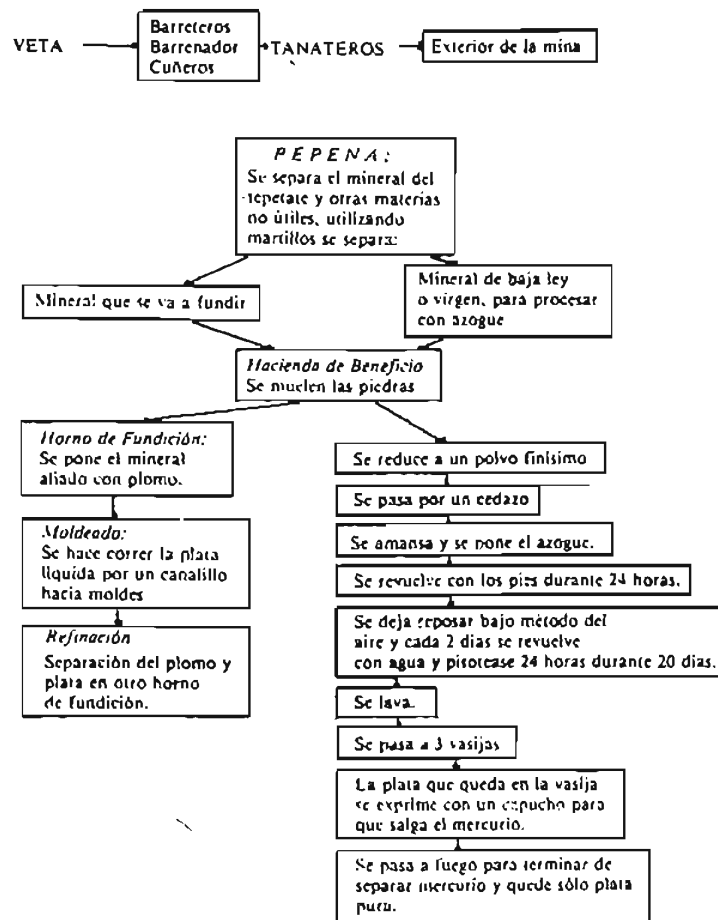 VETA
Barreteros
Barrenador
Cuñeros
TANATEROS
Exterior de la mina
PEPENA:
Se separa el mineral del
tepetate y otras materias
no útiles, utilizando
martillos se separa:
Mineral que se va a fundir
Mineral de baja ley
o virgen, para procesar
con azogue
Hacienda de Beneficio
Se muelen las piedras
Horno de Fundición:
Se pone el mineral
aliado con plomo.
Moldeado:
Se hace correr la plata
líquida por un canalillo
hacia moldes
Refinación
Separación del plomo y
plata en otro horno
de fundición.
Se reduce a un polvo finísimo
Se pasa por un cedazo
Se amansa y se pone el azogue.
Se revuelve con los pies durante 24 horas.
Se deja reposar bajo método del
aire y cada 2 dias se revuelve
con agua y pisotease 24 horas durante 20 dias.
Se lava.
Se pasa a 3 vasijas
La plata que queda en la vasija
se exprime con un capucho para
que salga el mercurio.
Se pasa a fuego para terminar de
separar mercurio y quede sólo plata
pura.